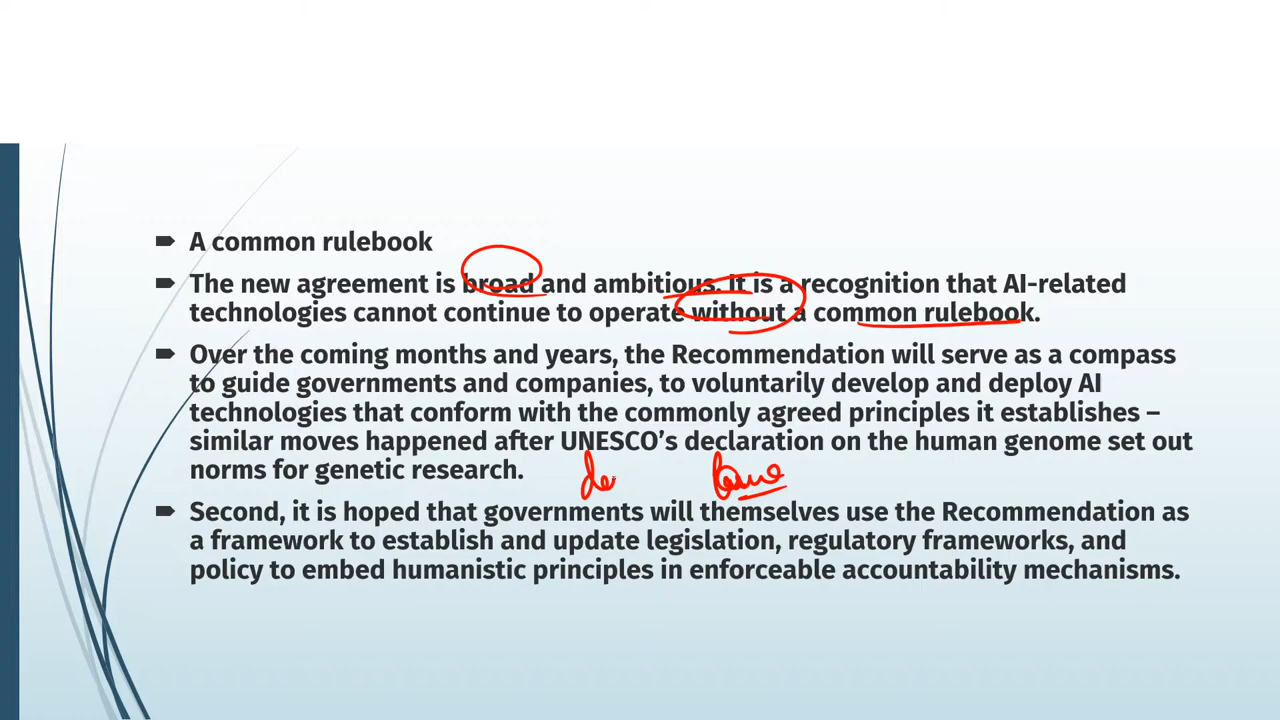 A common rulebook
The new agreement is broad and ambitious. It is a recognition that AI-related
technologies cannot continue to operate without a common rulebook.
Over the coming months and years, the Recommendation will serve as a compass
to guide governments and companies, to voluntarily develop and deploy AI
technologies that conform with the commonly agreed principles it establishes –
similar moves happened after UNESCO’s declaration on the human genome set out
norms for genetic research.
Second, it is hoped that governments will themselves use the Recommendation as
a framework to establish and update legislation, regulatory frameworks, and
policy to embed humanistic principles in enforceable accountability mechanisms.